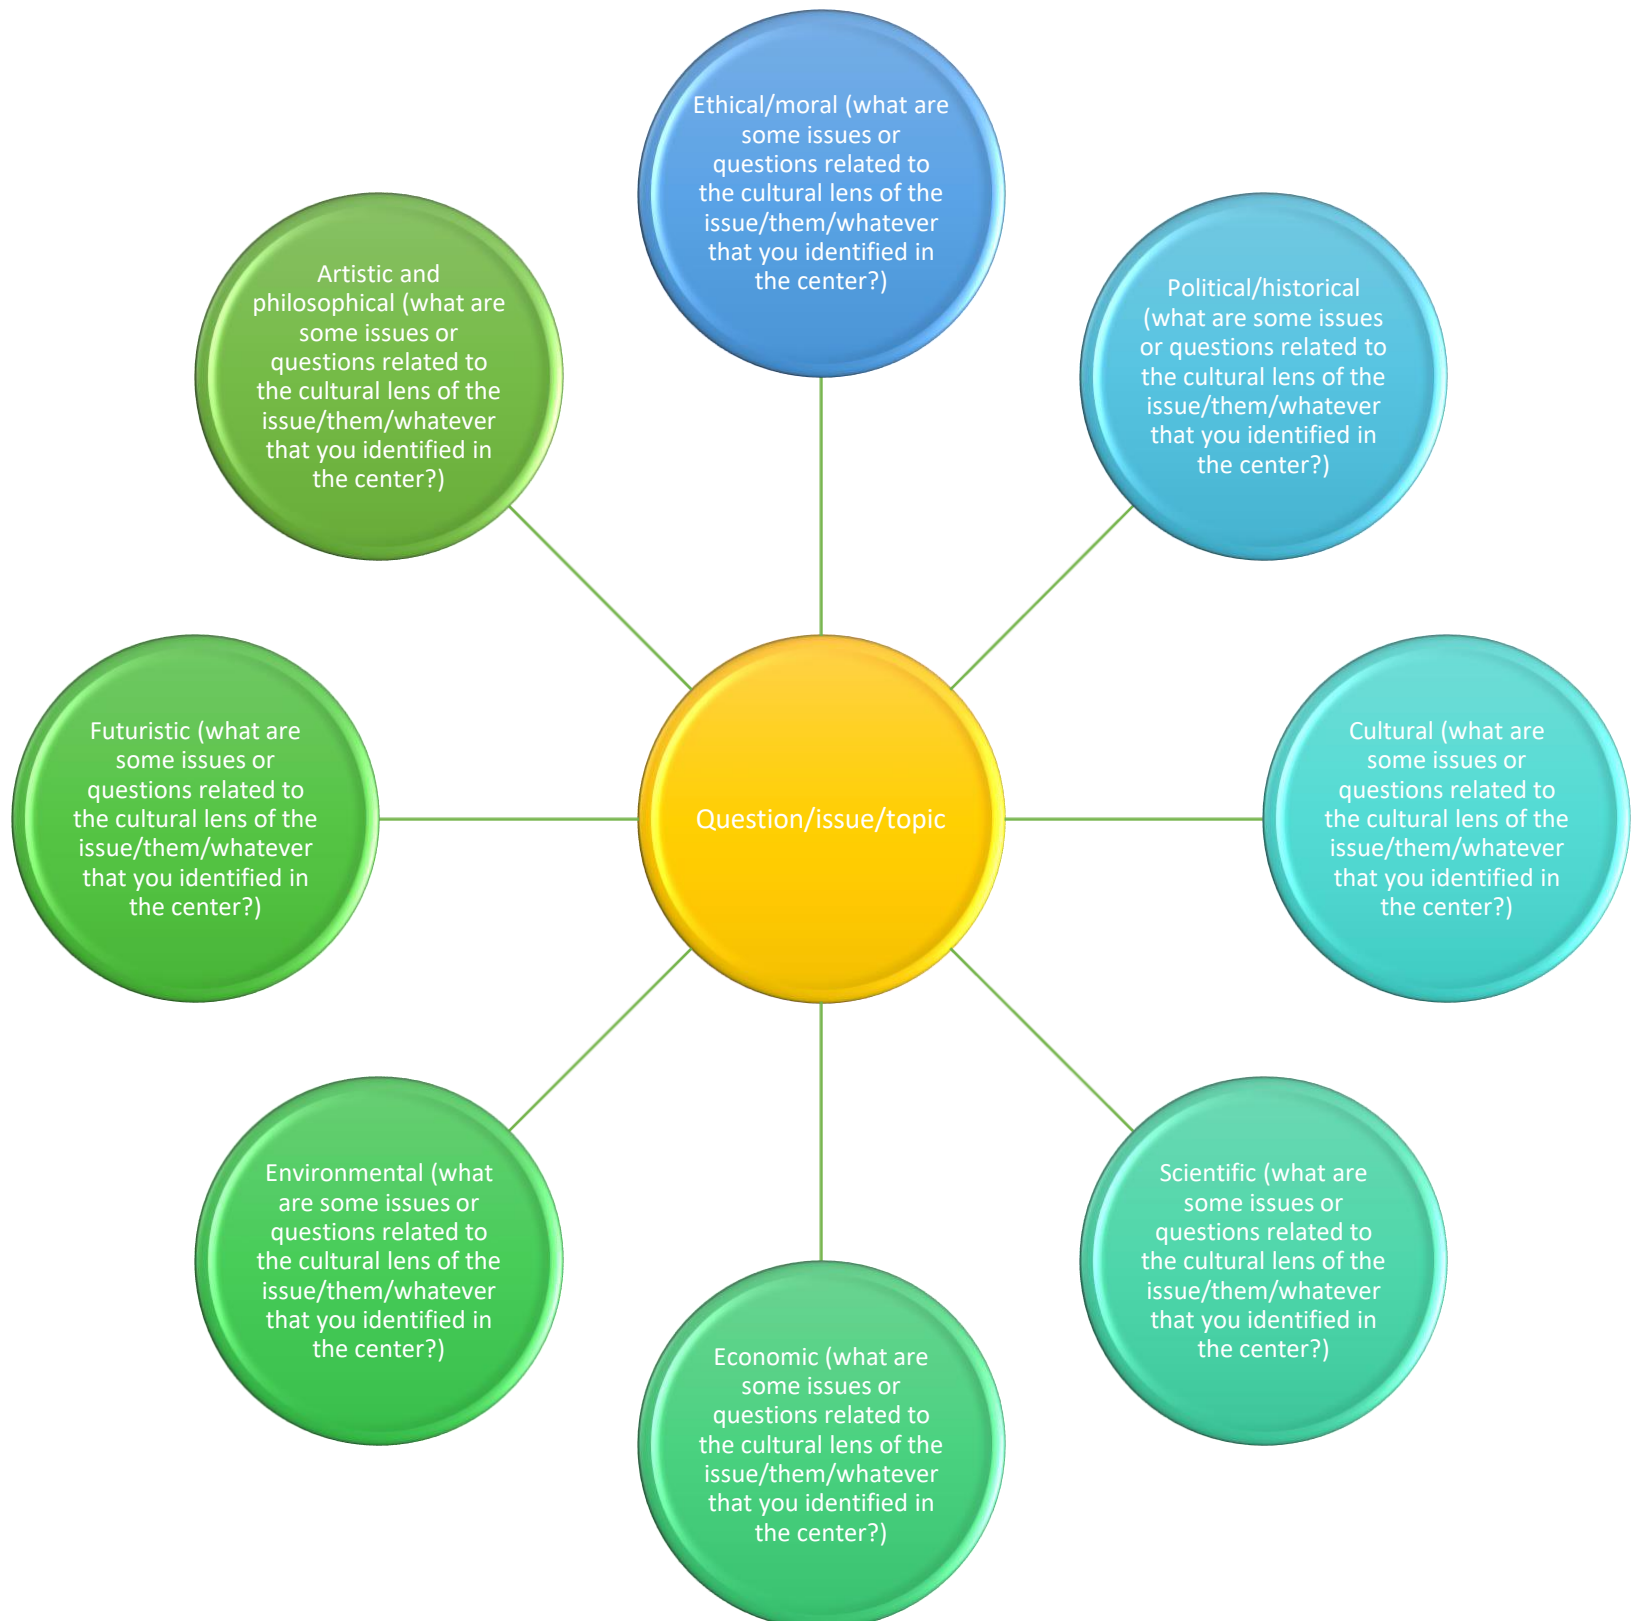 Ethical/moral (what are
some issues or
questions related to
the cultural lens of the
issue/them/whatever
that you identified in
the center?)
Political/historical
(what are some issues
or questions related to
the cultural lens of the
issue/them/whatever
that you identified in
the center?)
Cultural (what are
some issues or
questions related to
the cultural lens of the
issue/them/whatever
that you identified in
the center?)
Scientific (what are
some issues or
questions related to
the cultural lens of the
issue/them/whatever
that you identified in
the center?)
Economic (what are
some issues or
questions related to
the cultural lens of the
issue/them/whatever
that you identified in
the center?)
Environmental (what
are some issues or
questions related to
the cultural lens of the
issue/them/whatever
that you identified in
the center?)
Futuristic (what are
some issues or
questions related to
the cultural lens of the
issue/them/whatever
that you identified in
the center?)
Artistic and
philosophical (what are
some issues or
questions related to
the cultural lens of the
issue/them/whatever
that you identified in
the center?)
Question/issue/topic